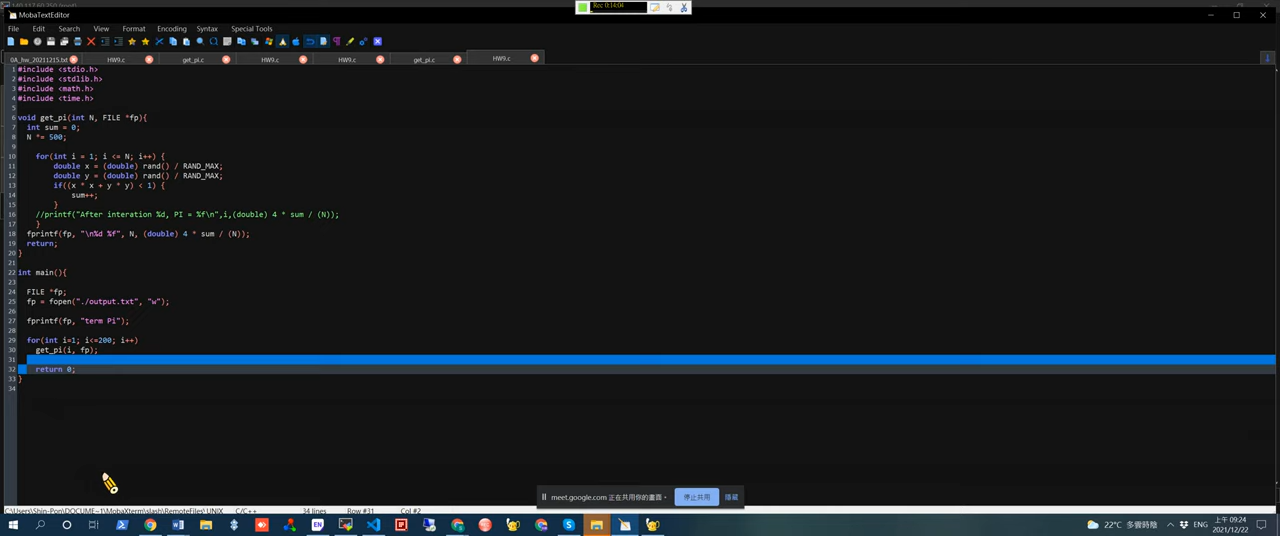 Rec 0:14:04
MobaTextEditor
File Edit Search View Format Encoding Syntax Special Tools
0A_hw_20211215.txt HW9.c get_pi.c HW9.c HW9.c get_pi.c HW9.c
1 #include <stdio.h>
2 #include <stdlib.h>
3 #include <math.h>
4 #include <time.h>
5
6 void get_pi(int N, FILE *fp){
7 int sum = 0;
8 N *= 500;
9
10 for(int i = 1; i <= N; i++) {
11 double x = (double) rand() / RAND_MAX;
12 double y = (double) rand() / RAND_MAX;
13 if((x * x + y * y) < 1) {
14 sum++;
15 }
16 //printf("After interation %d, PI = %f\n",i,(double) 4 * sum / (N));
17 }
18 fprintf(fp, "\n%d %f", N, (double) 4 * sum / (N));
19 return;
20 }
21
22 int main(){
23
24 FILE *fp;
25 fp = fopen("./output.txt", "w");
26
27 fprintf(fp, "term Pi");
28
29 for(int i=1; i<=200; i++)
30 get_pi(i, fp);
31
32 return 0;
33 }
34
meet.google.com 正在共用你的畫面。 停止共用 隱藏
C:\Users\Shin-Pon\DOCUME~1\MobaXterm\slash\RemoteFiles\ UNIX C/C++ 34 lines Row #31 Col #2
EN 22°C 多雲時陰 ENG 上午 09:24
2021/12/22